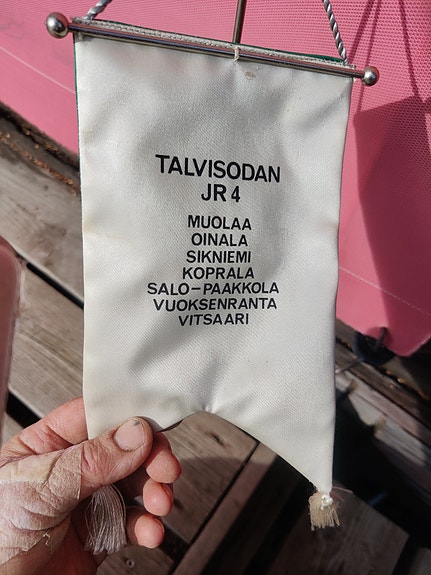 TALVISODAN
JR 4
MUOLAA
OINALA
SIKNIEMI
KOPRALA
SALO-PAAKKOLA
VUOKSENRANTA
VITSAARI